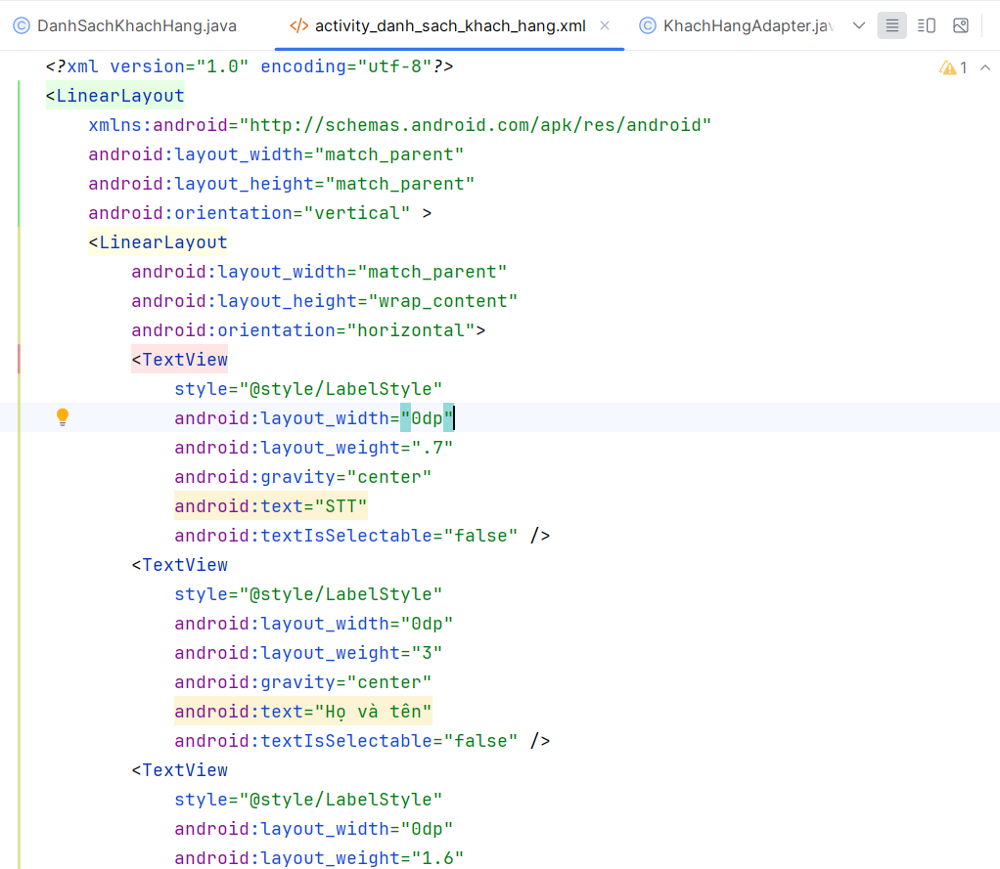 DanhSachKhachHang.java
activity_danh_sach_khach_hang.xml
KhachHangAdapter.jav
1
<?xml version="1.0" encoding="utf-8"?>
<LinearLayout
xmlns:android="http://schemas.android.com/apk/res/android"
android:layout_width="match_parent"
android:layout_height="match_parent"
android:orientation="vertical" >
<LinearLayout
android:layout_width="match_parent"
android:layout_height="wrap_content"
android:orientation="horizontal">
<TextView
style="@style/LabelStyle"
android:layout_width="0dp"
android:layout_weight=".7"
android:gravity="center"
android:text="STT"
android:textIsSelectable="false" />
<TextView
style="@style/LabelStyle"
android:layout_width="0dp"
android:layout_weight="3"
android:gravity="center"
android:text="Họ và tên"
android:textIsSelectable="false" />
<TextView
style="@style/LabelStyle"
android:layout_width="0dp"
android:layout_weight="1.6"